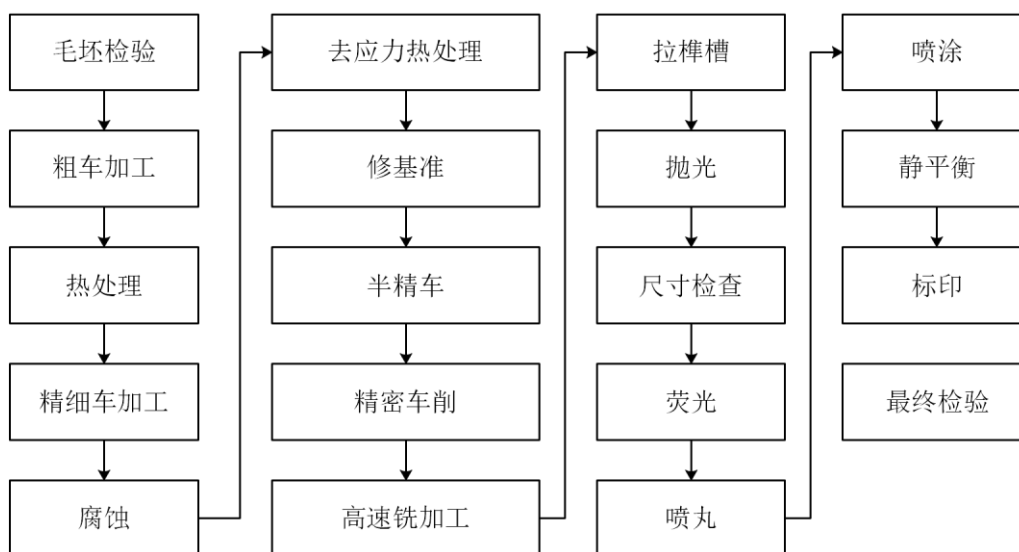 毛坯检验
粗车加工
热处理
精细车加工
腐蚀
去应力热处理
修基准
半精车
精密车削
高速铣加工
拉榫槽
抛光
尺寸检查
荧光
喷丸
喷涂
静平衡
标印
最终检验